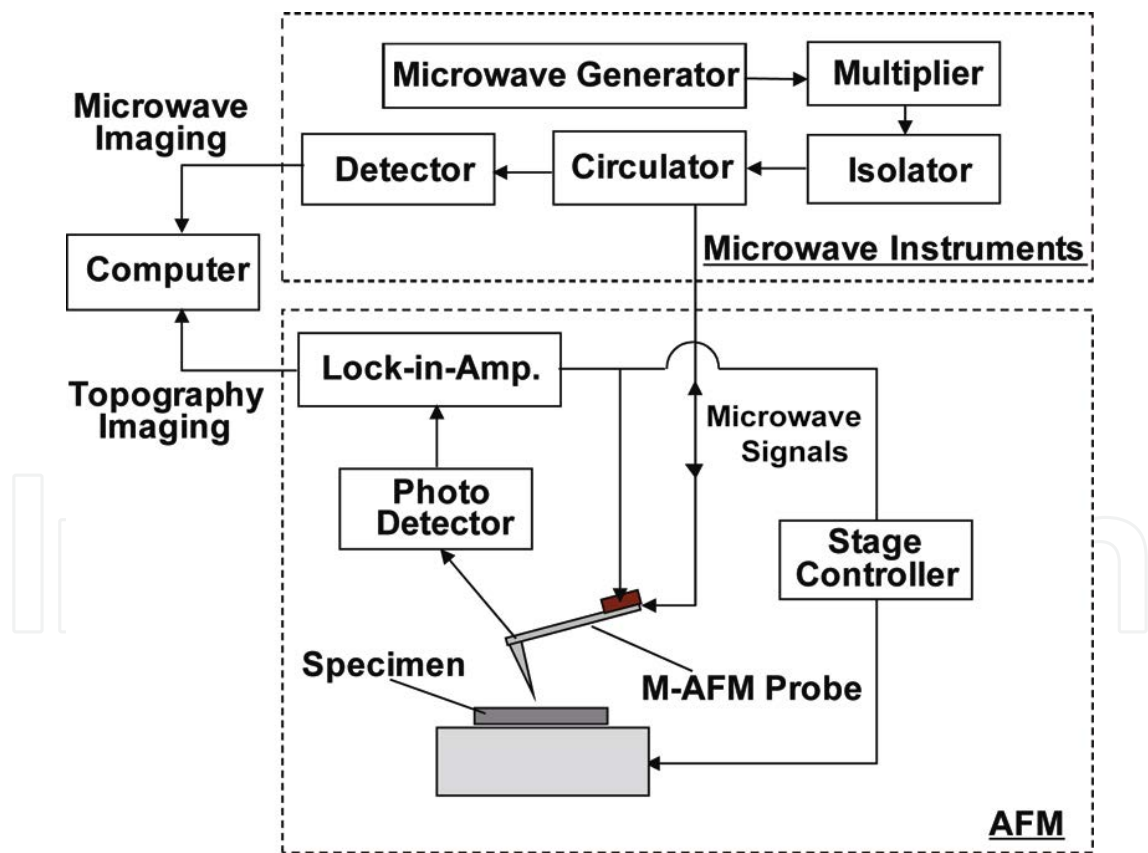 Microwave Generator
Multiplier
Microwave
Imaging
Detector
Circulator
Isolator
Computer
Microwave Instruments
Lock-in-Amp.
Topography
Imaging
Microwave
Signals
Photo
Detector
Stage
Controller
Specimen
M-AFM Probe
AFM